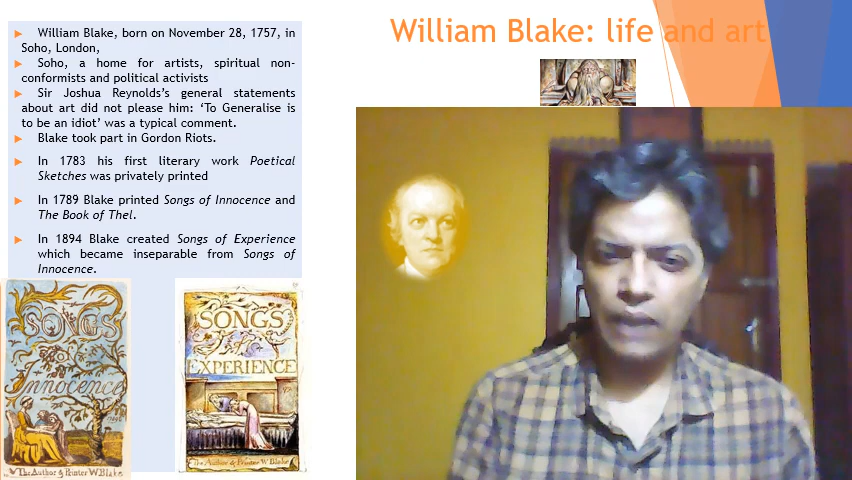 William Blake: life and art
William Blake, born on November 28, 1757, in
Soho, London,
Soho, a home for artists, spiritual non-
conformists and political activists
Sir Joshua Reynolds’s general statements
about art did not please him: ‘To Generalise is
to be an idiot’ was a typical comment.
Blake took part in Gordon Riots.
In 1783 his first literary work Poetical
Sketches was privately printed
In 1789 Blake printed Songs of Innocence and
The Book of Thel.
In 1894 Blake created Songs of Experience
which became inseparable from Songs of
Innocence.
SONGS
of
Innocence
The Author & Printer W Blake
SONGS
of
EXPERIENCE
The Author & Printer W Blake